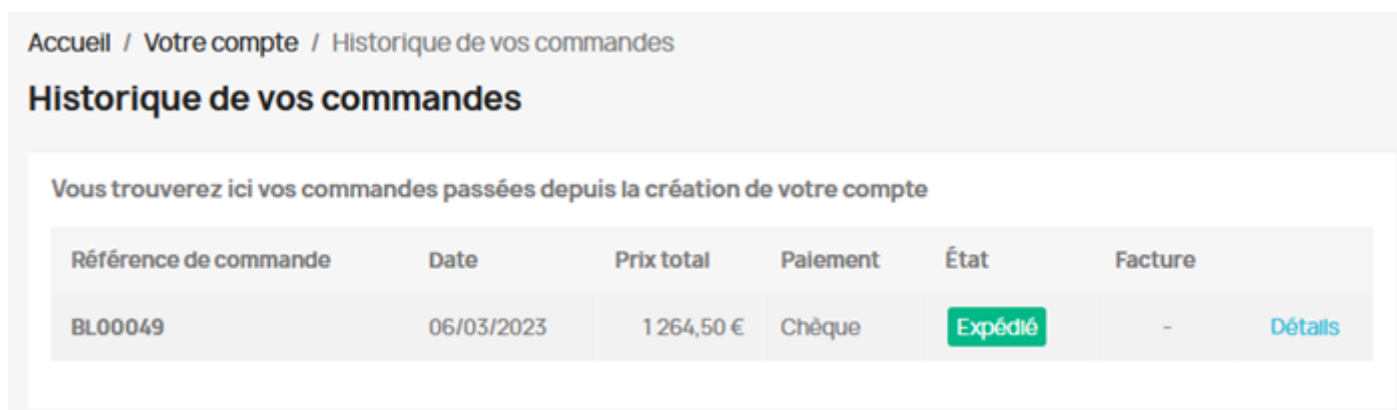 Accueil / Votre compte / Historique de vos commandes
Historique de vos commandes
Vous trouverez ici vos commandes passées depuis la création de votre compte
Référence de commande Date Prix total Paiement État Facture
BL00049 06/03/2023 1 264,50 € Chèque Expédié - Détails